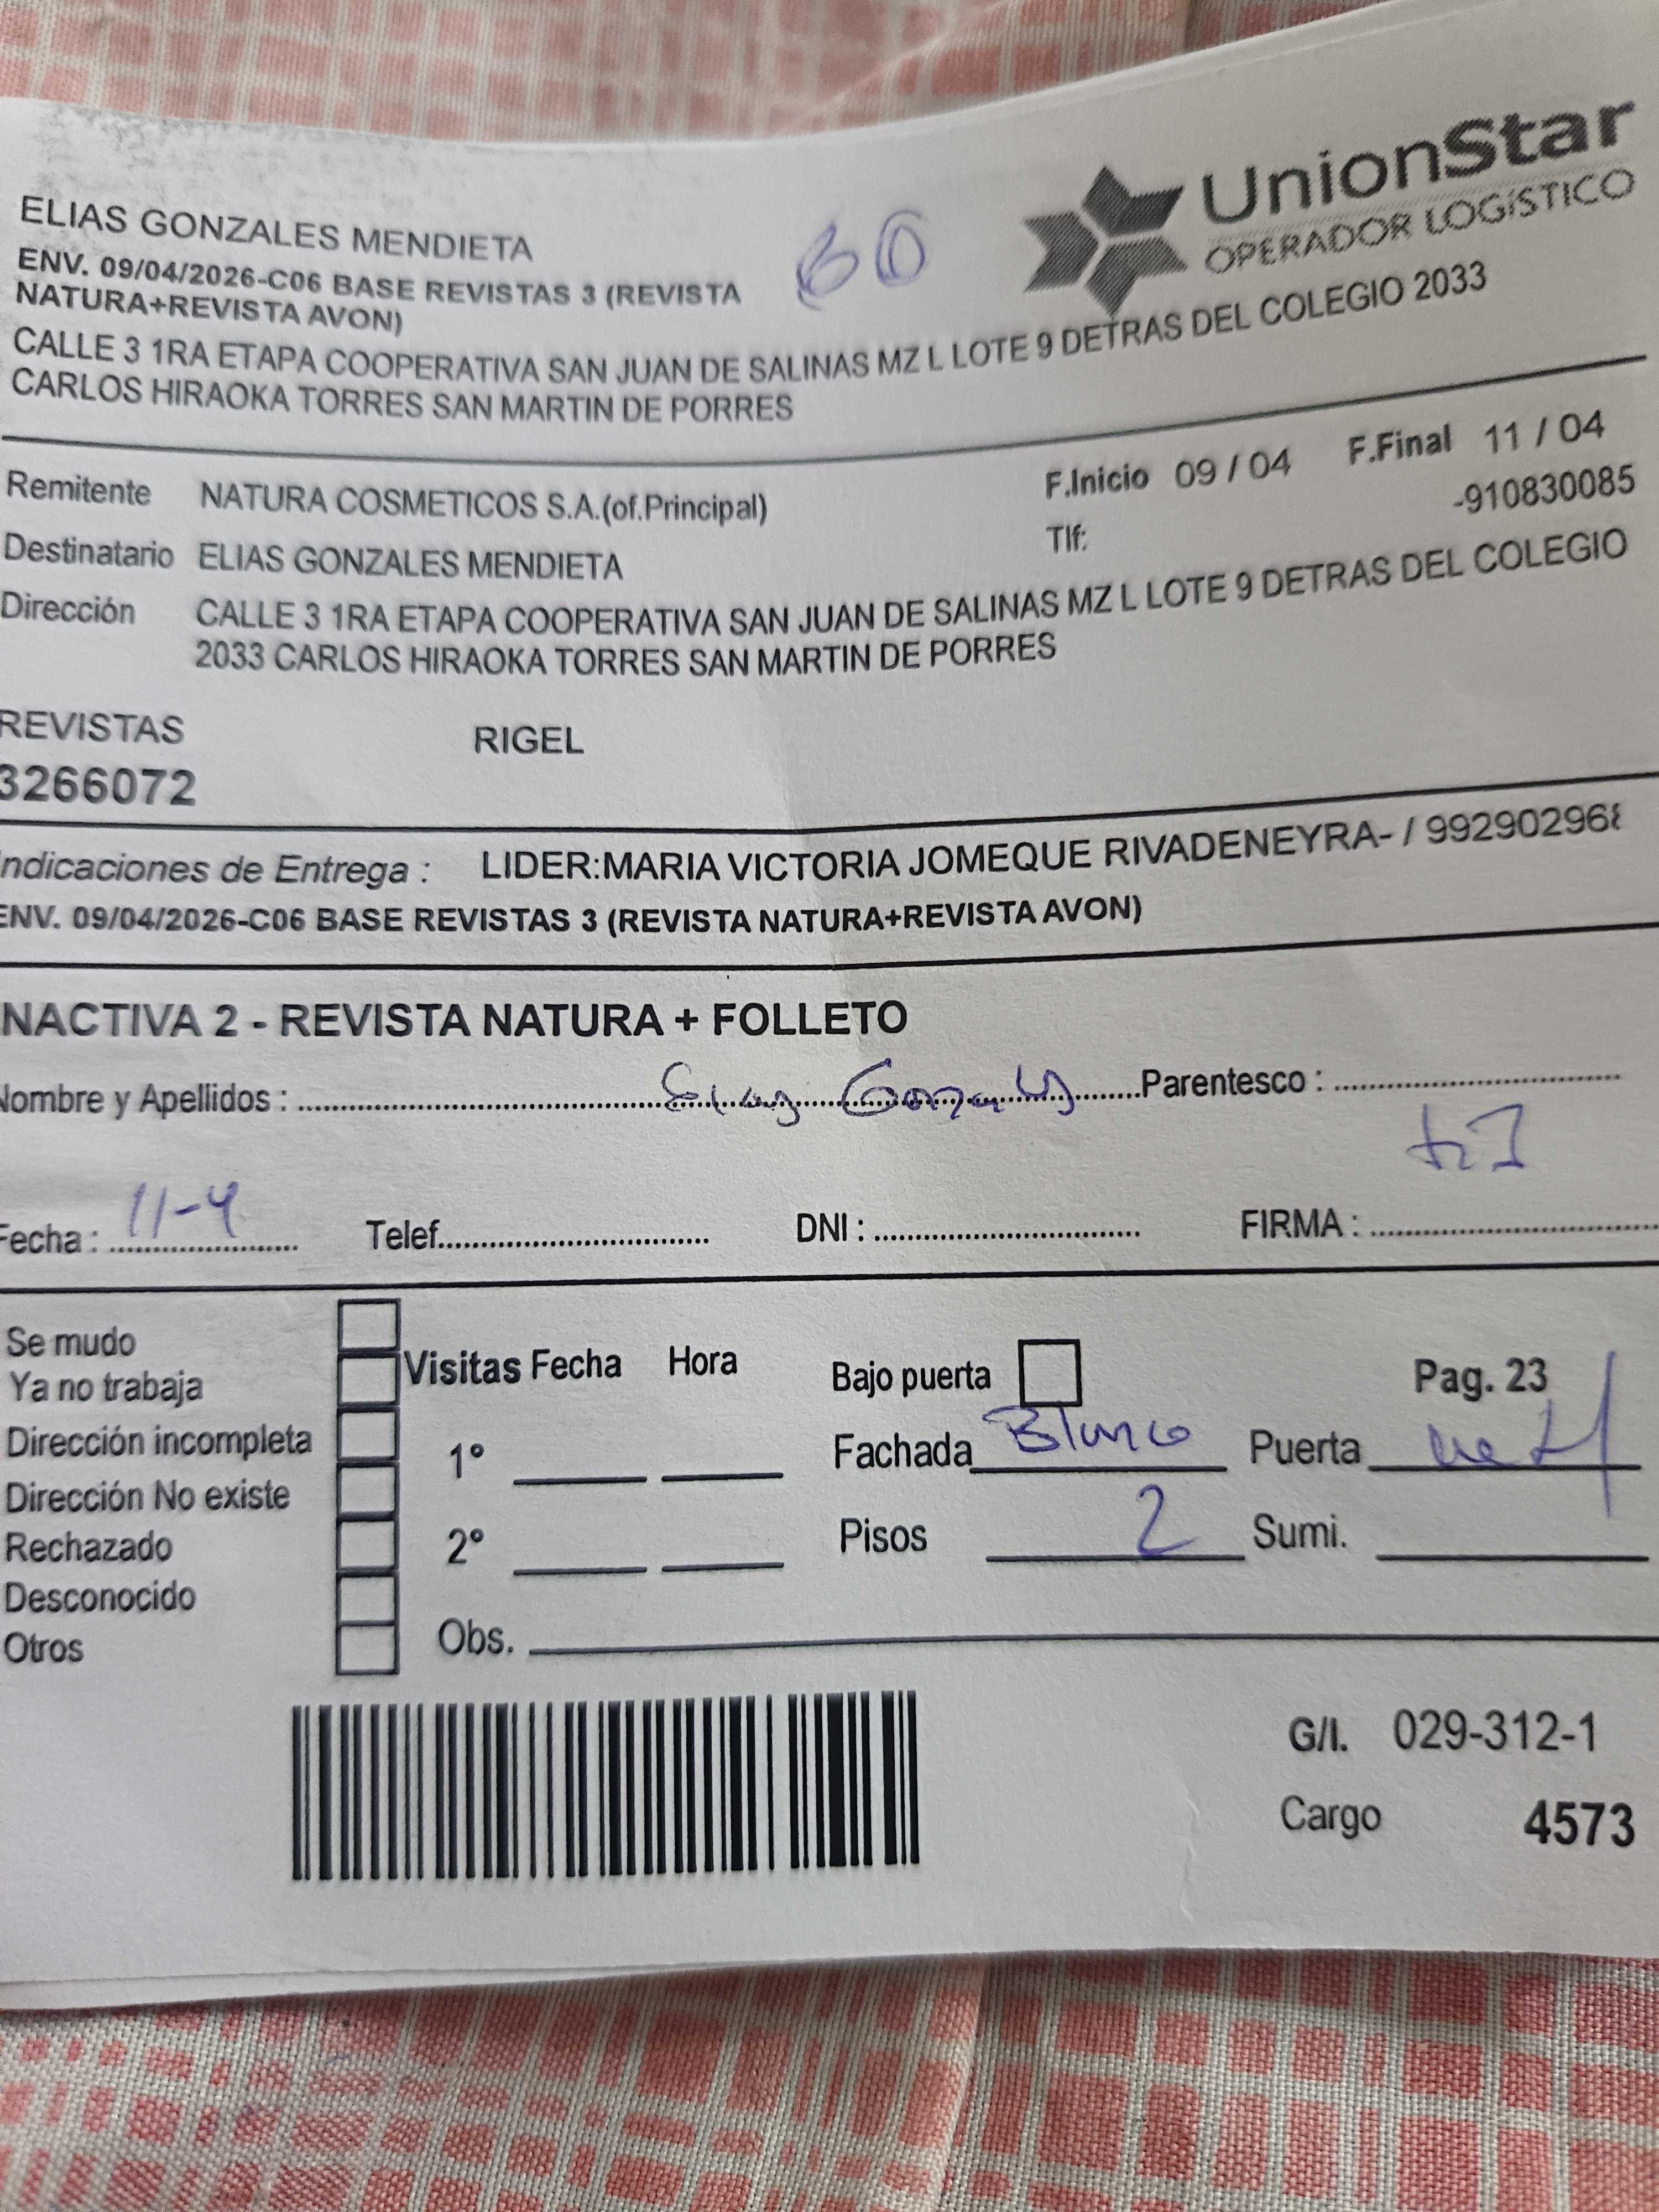 UnionStar
OPERADOR LOGÍSTICO
ELIAS GONZALES MENDIETA
60
ENV. 09/04/2026-C06 BASE REVISTAS 3 (REVISTA
NATURA+REVISTA AVON)
CALLE 3 1RA ETAPA COOPERATIVA SAN JUAN DE SALINAS MZ L LOTE 9 DETRAS DEL COLEGIO 2033
CARLOS HIRAOKA TORRES SAN MARTIN DE PORRES
F.Inicio 09 / 04 F.Final 11 / 04
Remitente NATURA COSMETICOS S.A.(of.Principal)
Tlf: -910830085
Destinatario ELIAS GONZALES MENDIETA
Dirección CALLE 3 1RA ETAPA COOPERATIVA SAN JUAN DE SALINAS MZ L LOTE 9 DETRAS DEL COLEGIO
2033 CARLOS HIRAOKA TORRES SAN MARTIN DE PORRES
REVISTAS RIGEL
3266072
ndicaciones de Entrega : LIDER:MARIA VICTORIA JOMEQUE RIVADENEYRA- / 99290296
ENV. 09/04/2026-C06 BASE REVISTAS 3 (REVISTA NATURA+REVISTA AVON)
NACTIVA 2 - REVISTA NATURA + FOLLETO
Nombre y Apellidos : Elias Gonzales Parentesco :
Fecha : 11-4 Telef. DNI : FIRMA :
Se mudo
Ya no trabaja
Dirección incompleta
Dirección No existe
Rechazado
Desconocido
Otros
Visitas Fecha Hora
1°
2°
Obs.
Bajo puerta Pag. 23
Fachada Blanco Puerta
Pisos 2 Sumi.
G/I. 029-312-1
Cargo 4573